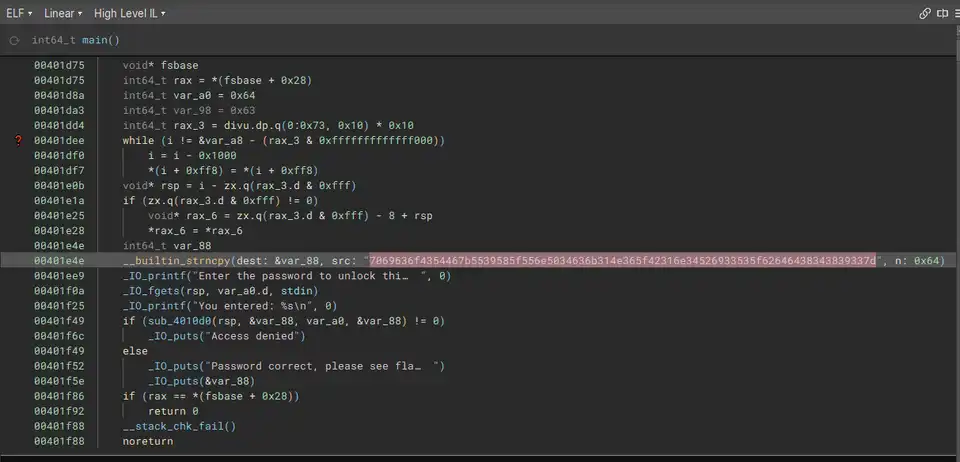 ELF Linear High Level IL
int64_t main()
00401d75 void* fsbase
00401d75 int64_t rax = *(fsbase + 0x28)
00401d8a int64_t var_a0 = 0x64
00401da3 int64_t var_98 = 0x63
00401dd4 int64_t rax_3 = divu.dp.q(0:0x73, 0x10) * 0x10
? 00401dee while (i != &var_a8 - (rax_3 & 0xfffffffffffff000))
00401df0 i = i - 0x1000
00401df7 *(i + 0xff8) = *(i + 0xff8)
00401e0b void* rsp = i - zx.q(rax_3.d & 0xfff)
00401e1a if (zx.q(rax_3.d & 0xfff) != 0)
00401e25 void* rax_6 = zx.q(rax_3.d & 0xfff) - 8 + rsp
00401e28 *rax_6 = *rax_6
00401e4e int64_t var_88
00401e4e __builtin_strncpy(dest: &var_88, src: "7069636f4354467b5539585f556e5034636b314e365f42316e34526933535f62646438343839337d", n: 0x64)
00401ee9 _IO_printf("Enter the password to unlock thi… ", 0)
00401f0a _IO_fgets(rsp, var_a0.d, stdin)
00401f25 _IO_printf("You entered: %s\n", 0)
00401f49 if (sub_4010d0(rsp, &var_88, var_a0, &var_88) != 0)
00401f6c _IO_puts("Access denied")
00401f49 else
00401f52 _IO_puts("Password correct, please see fla… ")
00401f5e _IO_puts(&var_88)
00401f86 if (rax == *(fsbase + 0x28))
00401f92 return 0
00401f88 __stack_chk_fail()
00401f88 noreturn